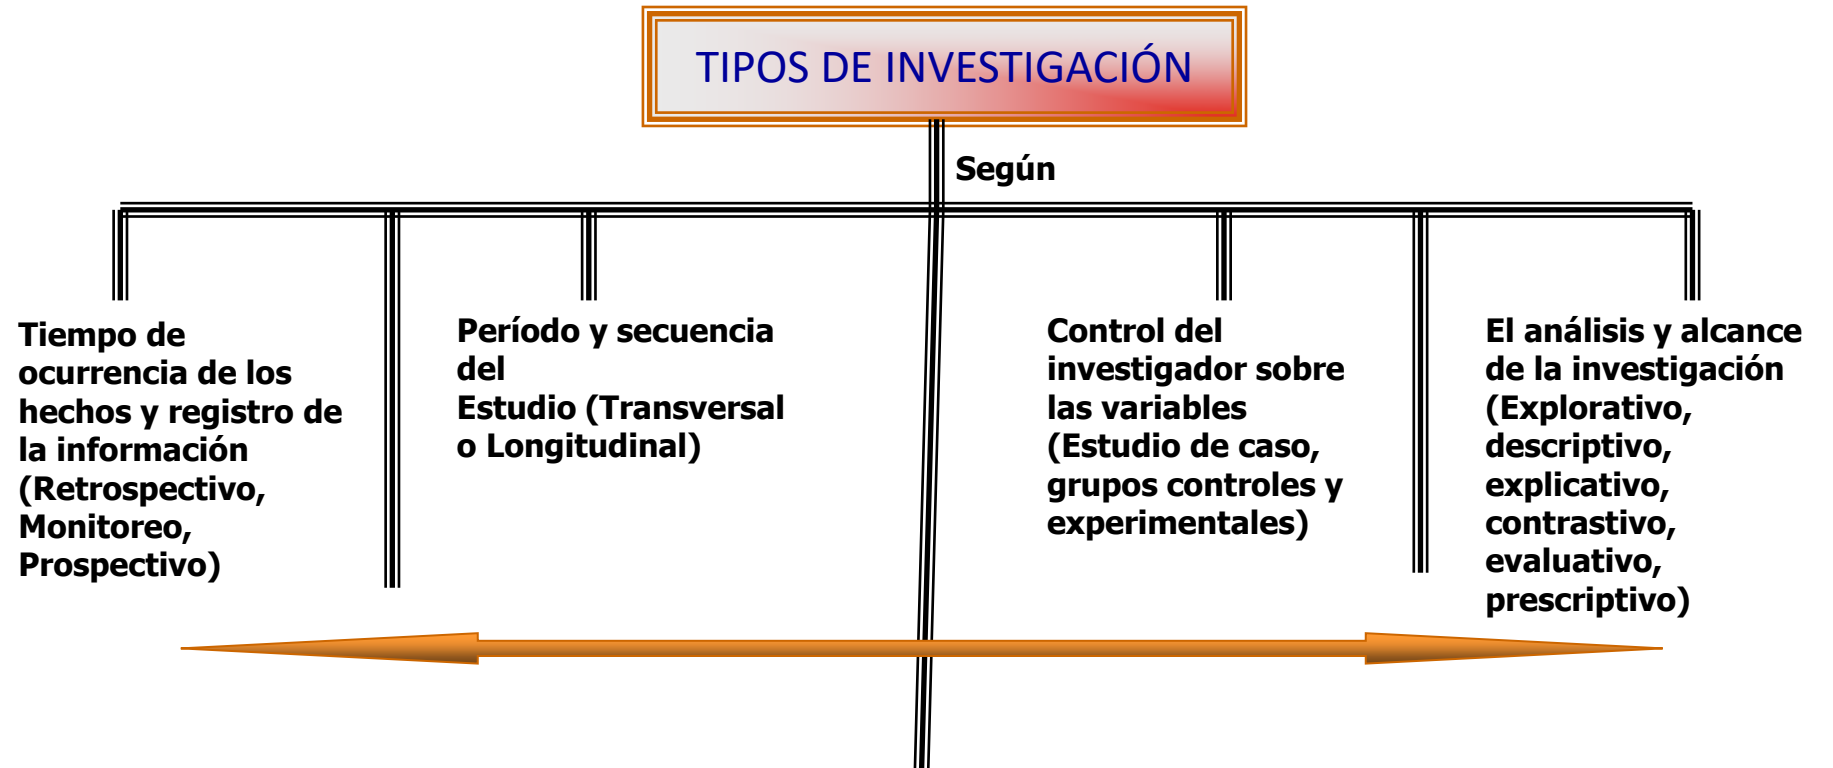 TIPOS DE INVESTIGACIÓN
Según
Tiempo de
ocurrencia de los
hechos y registro de
la información
(Retrospectivo,
Monitoreo,
Prospectivo)
Período y secuencia
del
Estudio (Transversal
o Longitudinal)
Control del
investigador sobre
las variables
(Estudio de caso,
grupos controles y
experimentales)
El análisis y alcance
de la investigación
(Explorativo,
descriptivo,
explicativo,
contrastivo,
evaluativo,
prescriptivo)